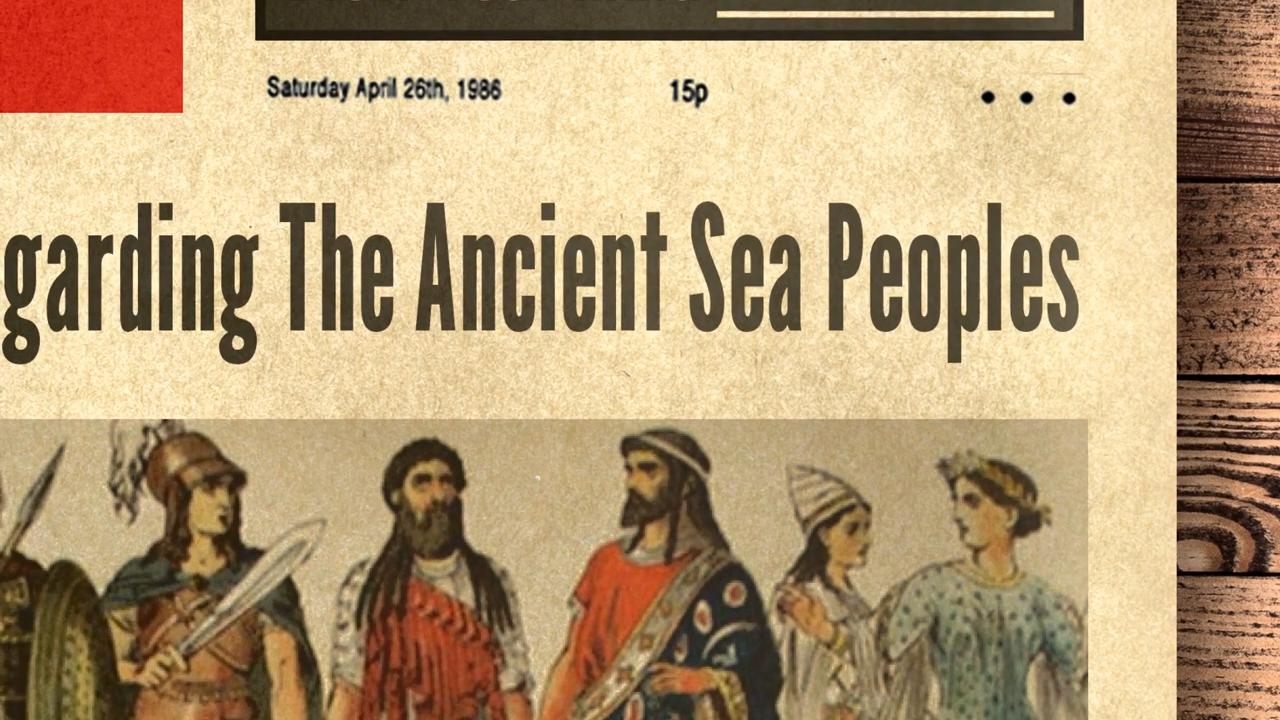 Saturday April 26th, 1986 15p
garding The Ancient Sea Peoples